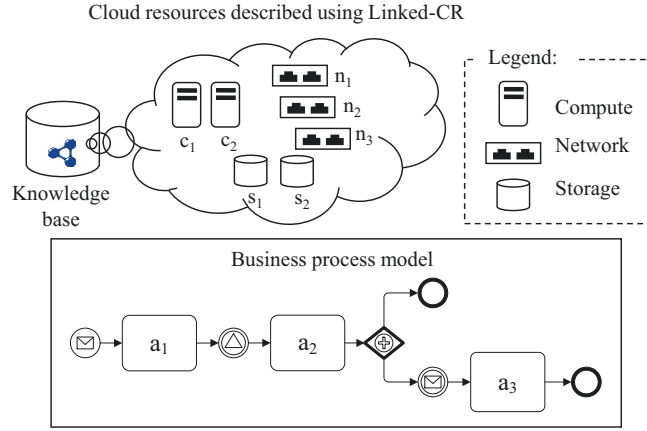 Cloud resources described using Linked-CR
Legend:
n₁
n₂
n₃
c₁ c₂
s₁ s₂
Compute
Network
Storage
Knowledge
base
Business process model
a₁
a₂
a₃